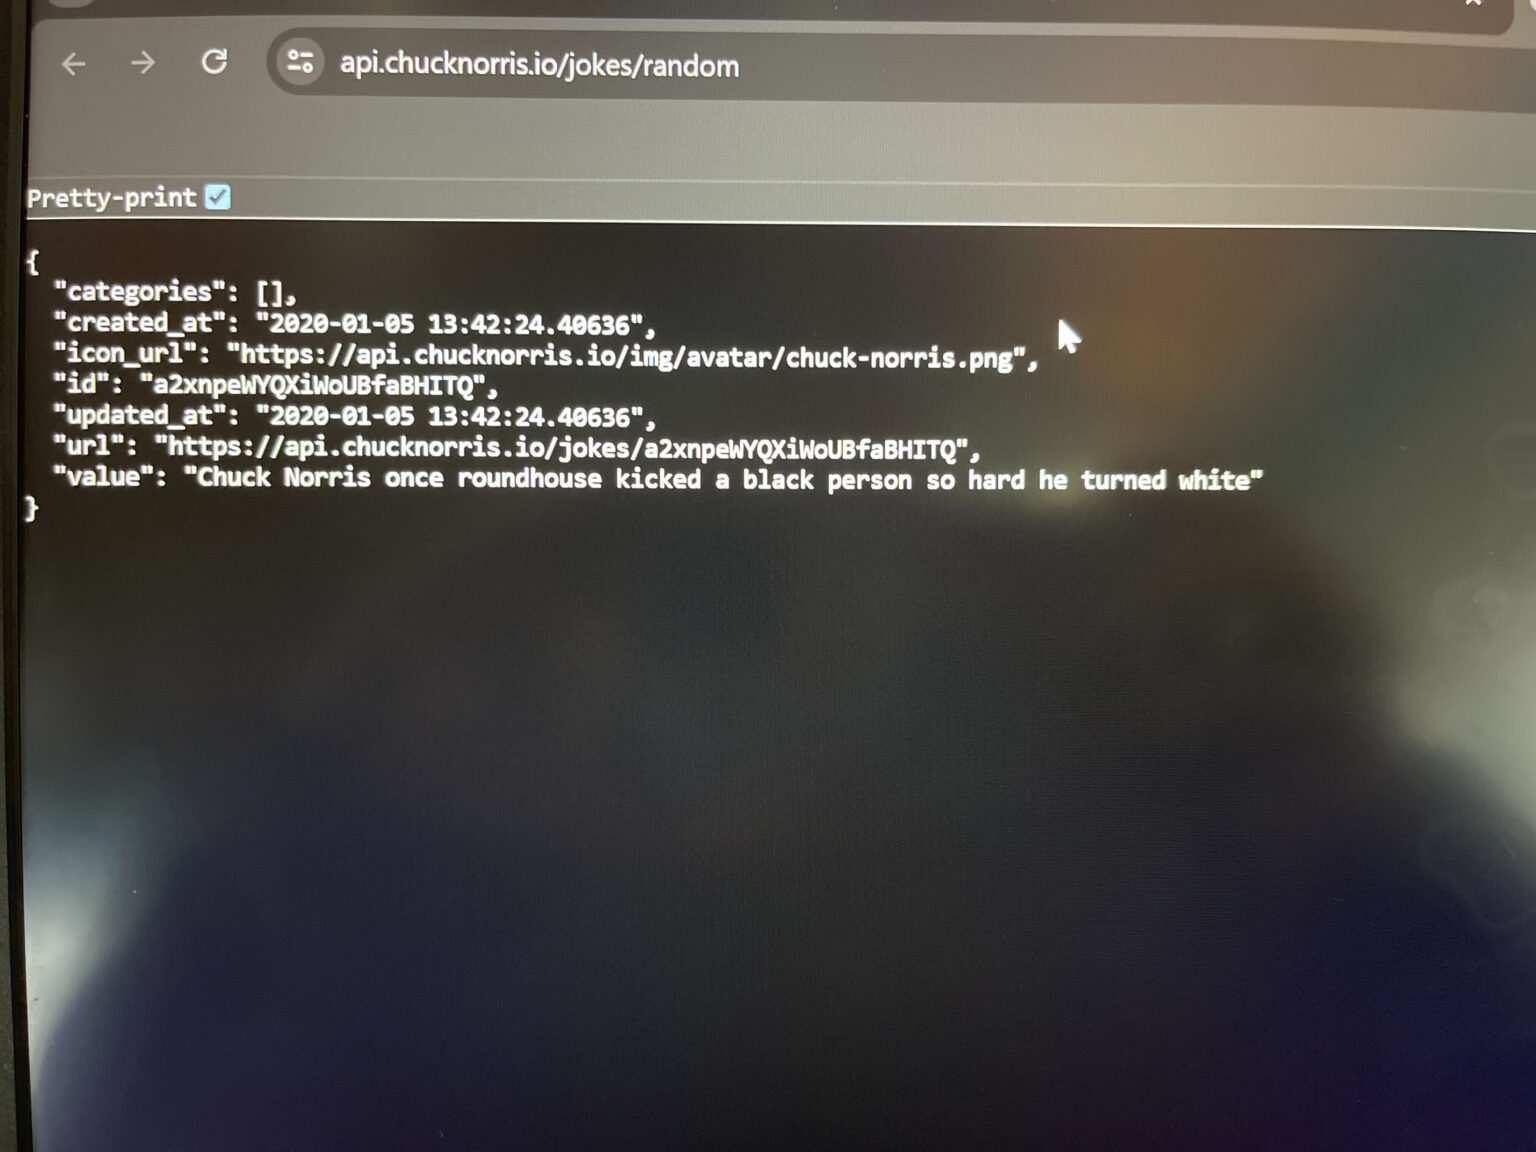 api.chucknorris.io/jokes/random
Pretty-print
{
"categories": [],
"created_at": "2020-01-05 13:42:24.40636",
"icon_url": "https://api.chucknorris.io/img/avatar/chuck-norris.png",
"id": "a2xnpeWYQXiWoUBfaBHITQ",
"updated_at": "2020-01-05 13:42:24.40636",
"url": "https://api.chucknorris.io/jokes/a2xnpeWYQXiWoUBfaBHITQ",
"value": "Chuck Norris once roundhouse kicked a black person so hard he turned white"
}